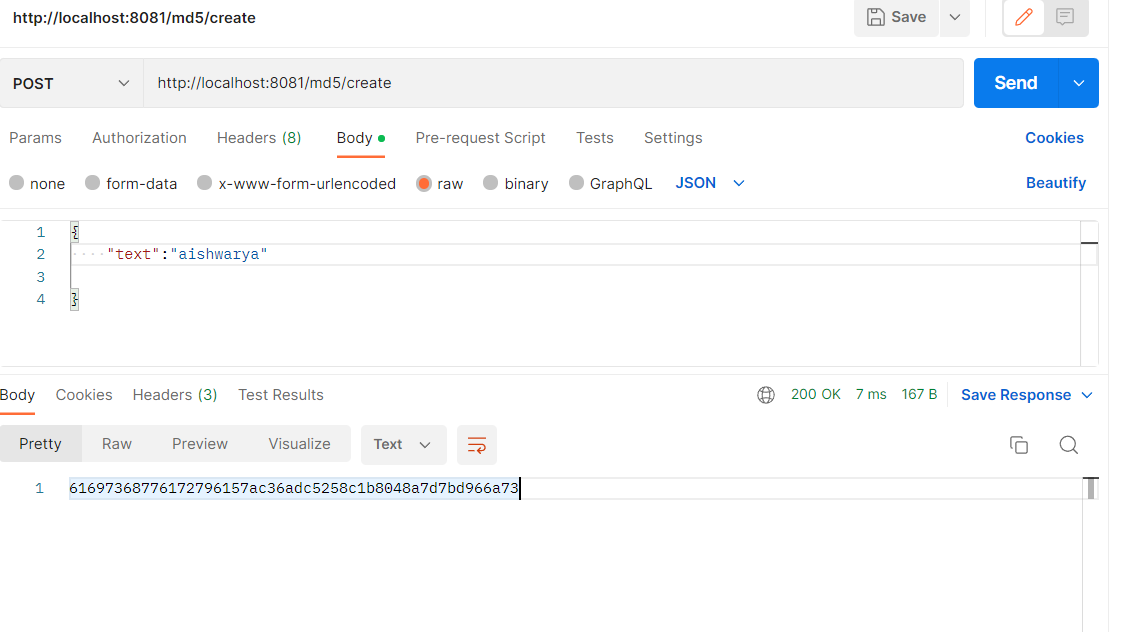 http://localhost:8081/md5/create
Save
POST
http://localhost:8081/md5/create
Send
Params Authorization Headers (8) Body Pre-request Script Tests Settings Cookies
none form-data x-www-form-urlencoded raw binary GraphQL JSON Beautify
1 {
2 ····"text":"aishwarya"
3
4 }
Body Cookies Headers (3) Test Results 200 OK 7 ms 167 B Save Response
Pretty Raw Preview Visualize Text
1 61697368776172796157ac36adc5258c1b8048a7d7bd966a73